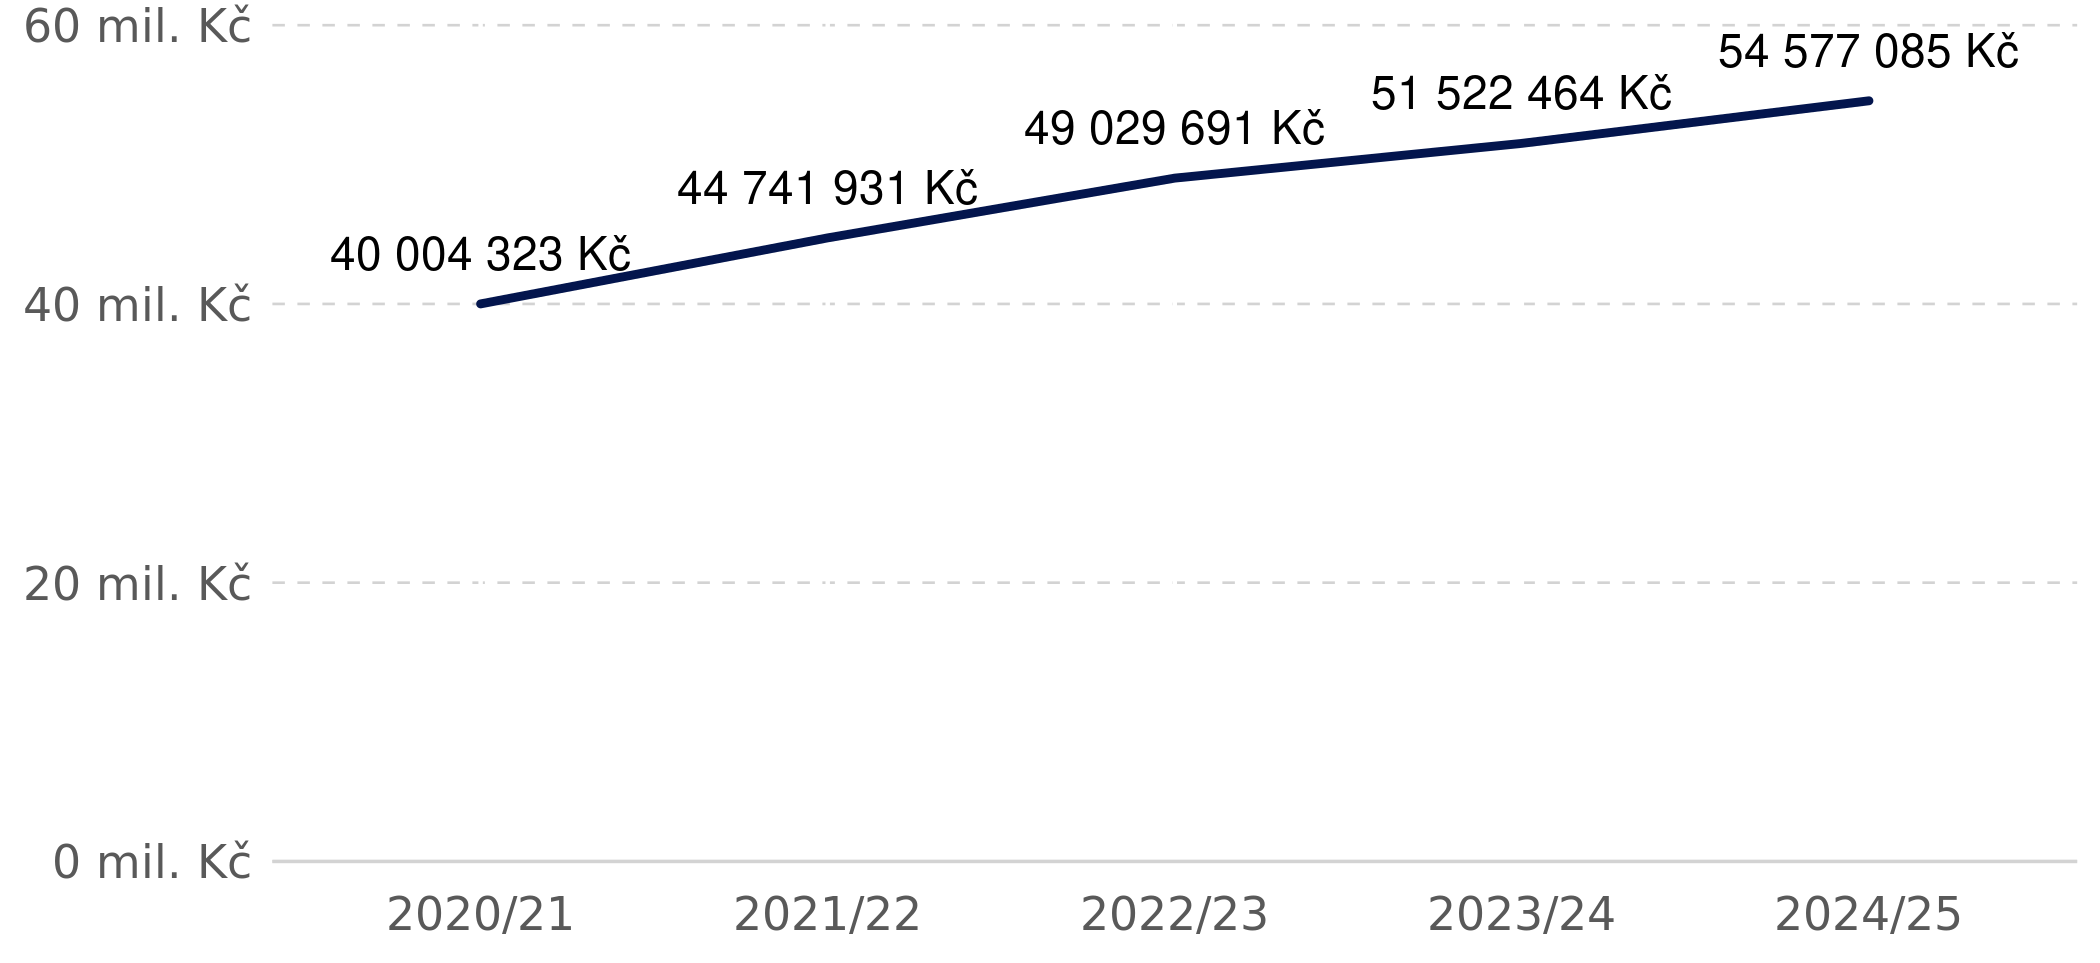 60 mil. Kč
54 577 085 Kč
51 522 464 Kč
49 029 691 Kč
44 741 931 Kč
40 004 323 Kč
40 mil. Kč
20 mil. Kč
0 mil. Kč
2020/21
2021/22
2022/23
2023/24
2024/25